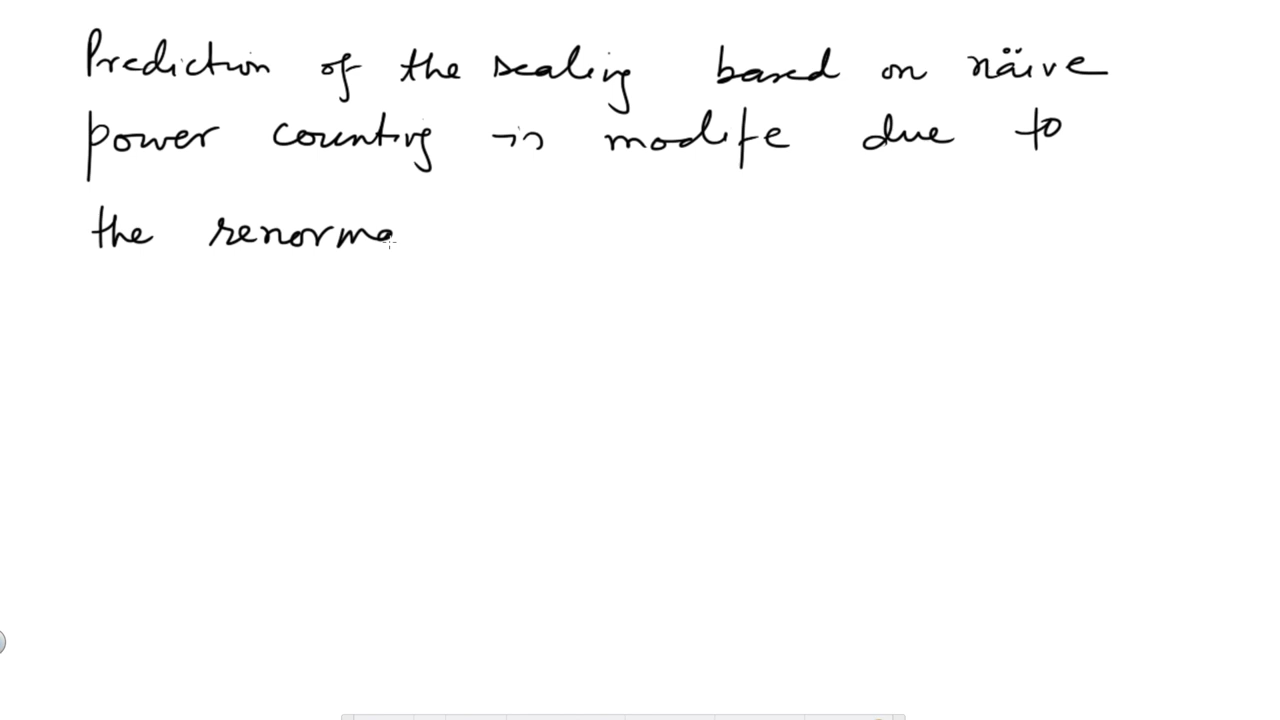 Prediction of the scaling based on näive
power counting is modife due to
the renorma